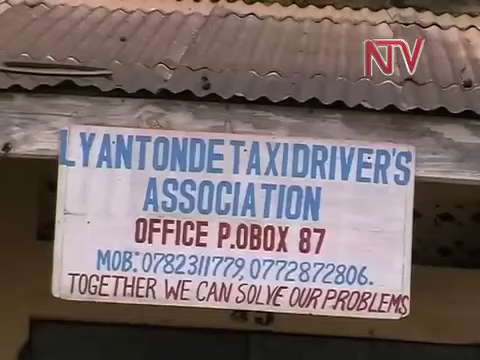 NTV
LYANTONDE TAXIDRIVER'S
ASSOCIATION
OFFICE P.OBOX 87
MOB: 0782311779, 0772872806.
TOGETHER WE CAN SOLVE OUR PROBLEMS